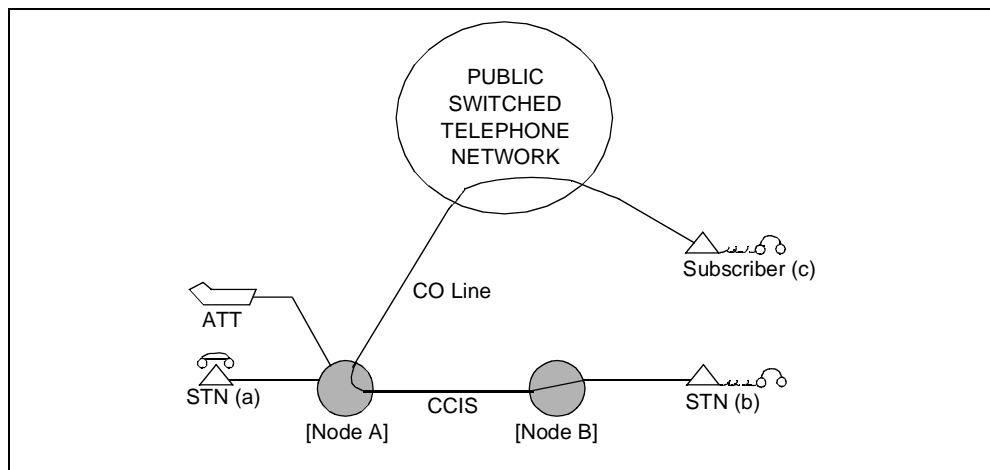 PUBLIC
SWITCHED
TELEPHONE
NETWORK
Subscriber (c)
CO Line
ATT
STN (a)
CCIS
STN (b)
[Node A]
[Node B]